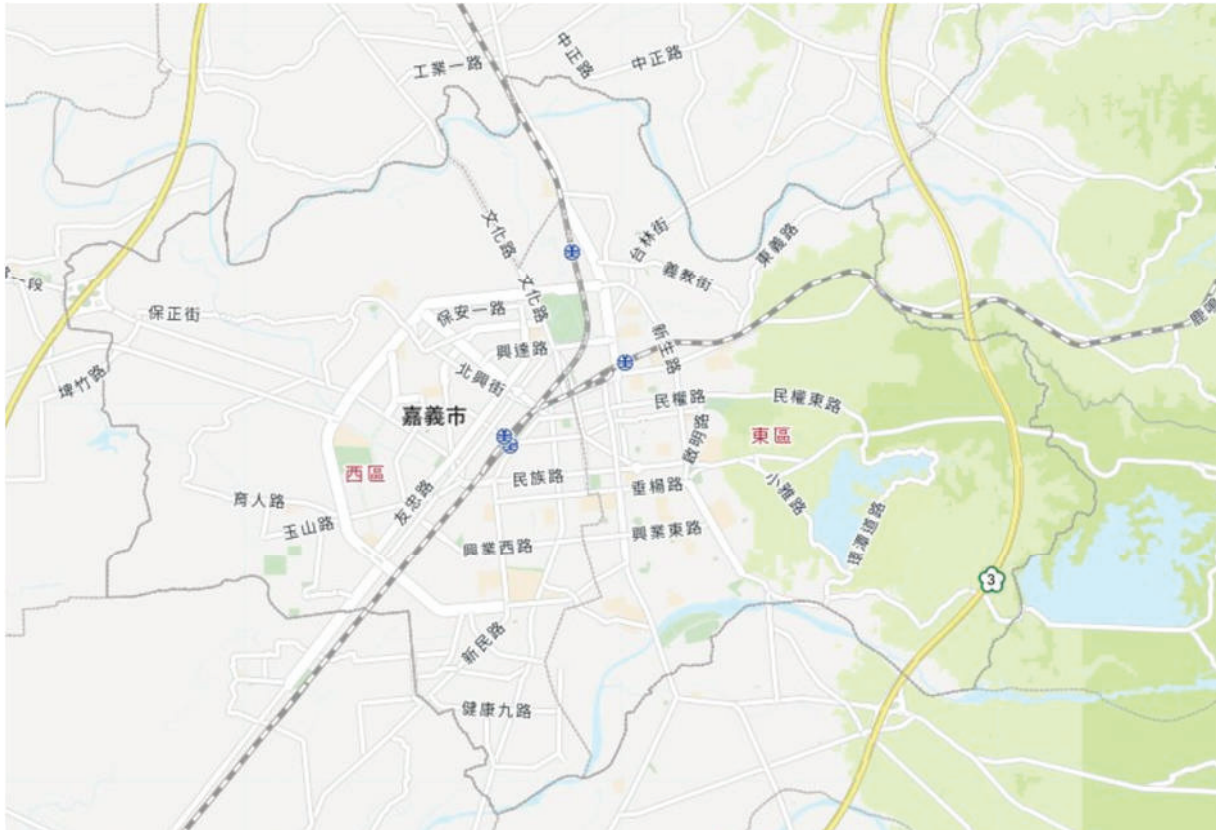 中正路
中正路
工業一路
文化路
台林街
東義路
義教街
一段
文化路
保安一路
保正街
新生路
興達路
埤竹路
北興街
民權路
民權東路
嘉義市
啟明路
東區
西區
民族路
垂楊路
小雅路
育人路
友忠路
玉山路
興業東路
環潭道路
興業西路
3
新民路
健康九路